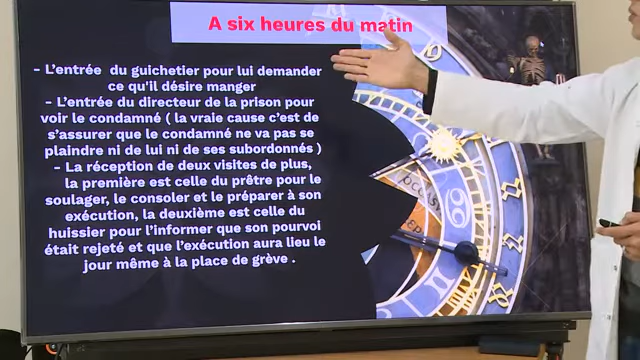 A six heures du matin
- L'entrée du guichetier pour lui demander
ce qu'il désire manger
- L'entrée du directeur de la prison pour
voir le condamné ( la vraie cause c'est de
s'assurer que le condamné ne va pas se
plaindre ni de lui ni de ses subordonnés )
- La réception de deux visites de plus,
la première est celle du prêtre pour le
soulager, le consoler et le préparer à son
exécution, la deuxième est celle du
huissier pour l'informer que son pourvoi
était rejeté et que l'exécution aura lieu le
jour même à la place de grève .